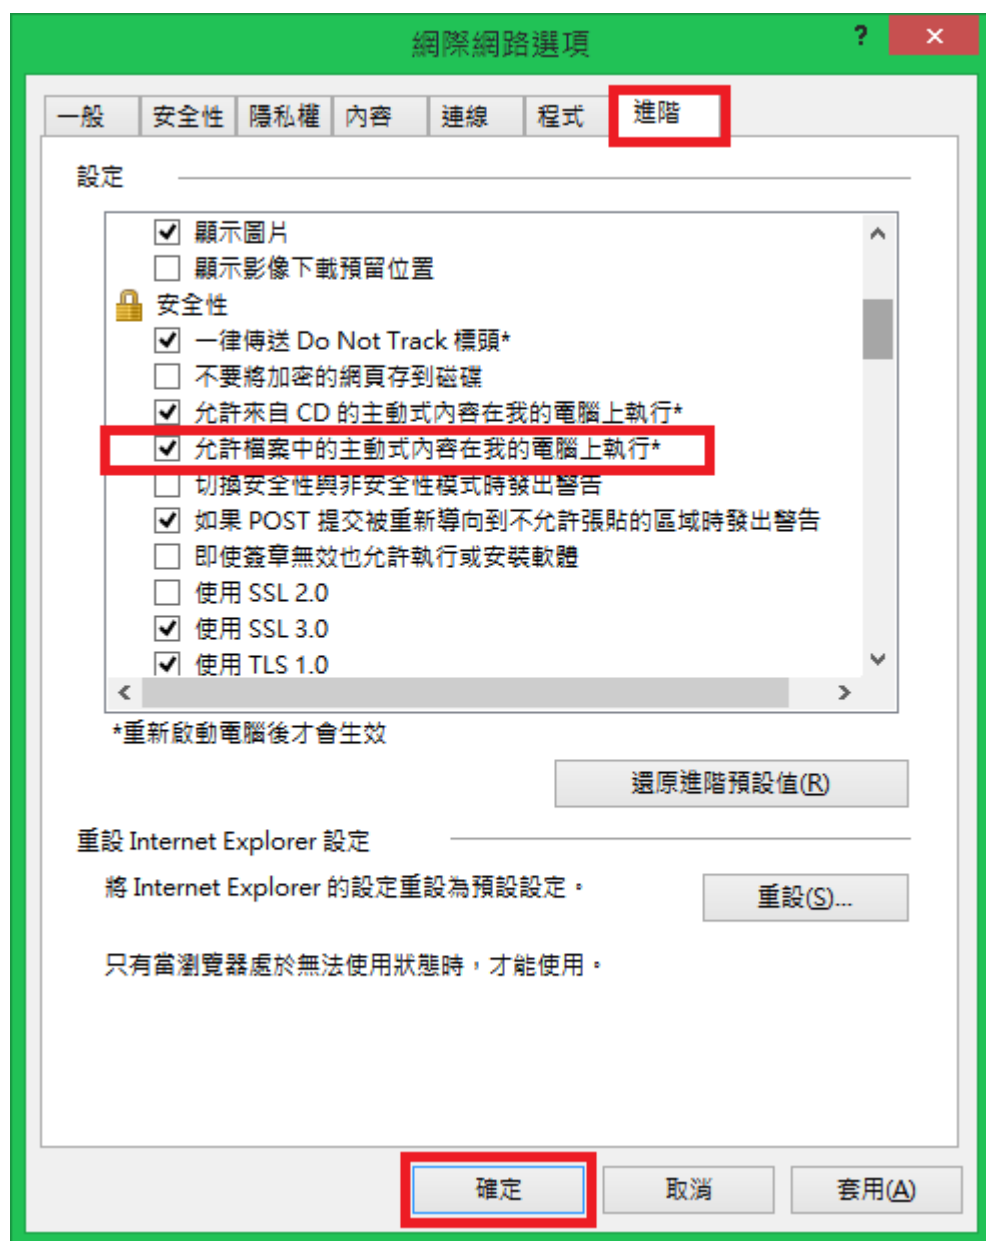 網際網路選項
?
一般 安全性 隱私權 內容 連線 程式 進階
設定
顯示圖片
顯示影像下載預留位置
安全性
一律傳送 Do Not Track 標頭*
不要將加密的網頁存到磁碟
允許來自 CD 的主動式內容在我的電腦上執行*
允許檔案中的主動式內容在我的電腦上執行*
切換安全性與非安全性模式時發出警告
如果 POST 提交被重新導向到不允許張貼的區域時發出警告
即使簽章無效也允許執行或安裝軟體
使用 SSL 2.0
使用 SSL 3.0
使用 TLS 1.0
*重新啟動電腦後才會生效
還原進階預設值(R)
重設 Internet Explorer 設定
將 Internet Explorer 的設定重設為預設設定。
重設(S)...
只有當瀏覽器處於無法使用狀態時，才能使用。
確定 取消 套用(A)